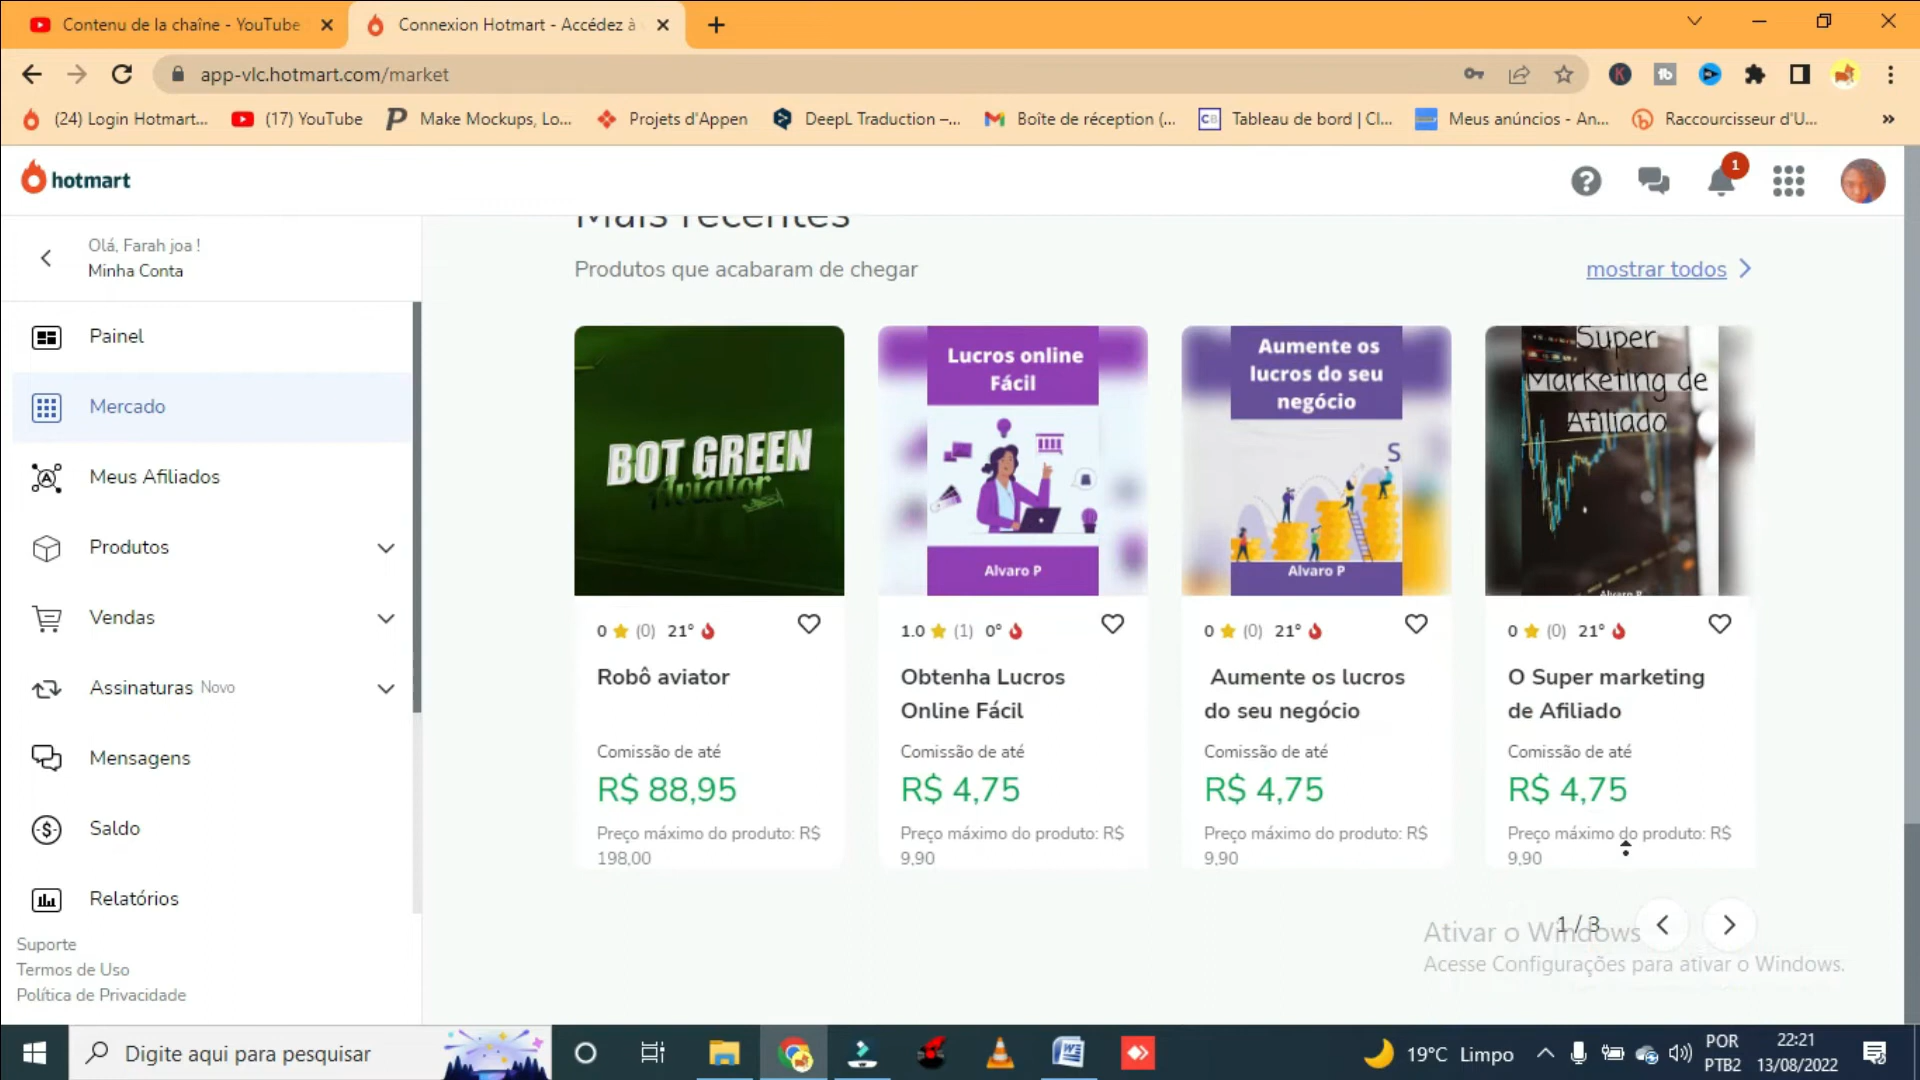 Contenu de la chaîne - YouTube
Connexion Hotmart - Accédez à
app-vlc.hotmart.com/market
(24) Login Hotmart...
(17) YouTube
Make Mockups, Lo...
Projets d'Appen
DeepL Traduction –...
Boîte de réception (...
Tableau de bord | Cl...
Meus anúncios - An...
Raccourcisseur d'U...
»
hotmart
1
Olá, Farah joa !
Minha Conta
Painel
Mercado
Meus Afiliados
Produtos
Vendas
Assinaturas Novo
Mensagens
Saldo
Relatórios
Suporte
Termos de Uso
Política de Privacidade
Mais recentes
Produtos que acabaram de chegar
mostrar todos
BOT GREEN
Aviator
0 (0) 21°
Robô aviator
Comissão de até
R$ 88,95
Preço máximo do produto: R$
198,00
Lucros online
Fácil
Alvaro P
1.0 (1) 0°
Obtenha Lucros
Online Fácil
Comissão de até
R$ 4,75
Preço máximo do produto: R$
9,90
Aumente os
lucros do seu
negócio
S
Alvaro P
0 (0) 21°
Aumente os lucros
do seu negócio
Comissão de até
R$ 4,75
Preço máximo do produto: R$
9,90
Super
Marketing de
Afiliado
Alvaro P
0 (0) 21°
O Super marketing
de Afiliado
Comissão de até
R$ 4,75
Preço máximo do produto: R$
9,90
1 / 3
Ativar o Windows
Acesse Configurações para ativar o Windows.
Digite aqui para pesquisar
19°C Limpo
POR
PTB2
22:21
13/08/2022